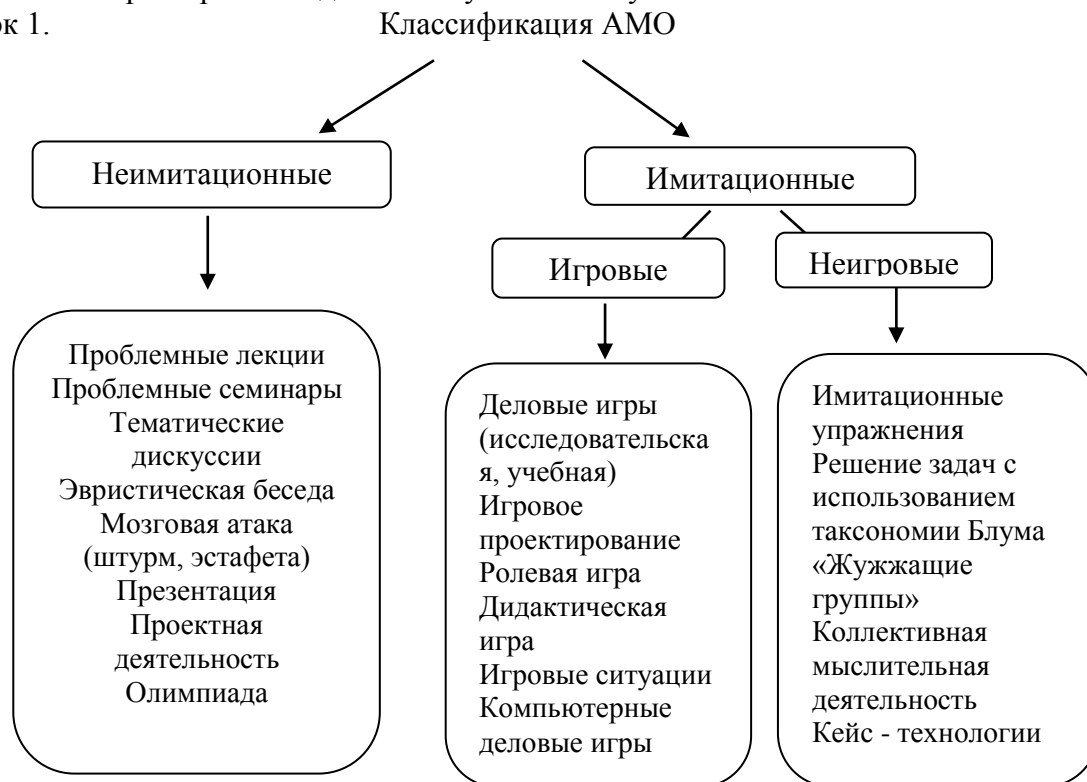 ок 1.
Классификация АМО
Неимитационные
Имитационные
Игровые
Неигровые
Проблемные лекции
Проблемные семинары
Тематические
дискуссии
Эвристическая беседа
Мозговая атака
(штурм, эстафета)
Презентация
Проектная
деятельность
Олимпиада
Деловые игры
(исследовательска
я, учебная)
Игровое
проектирование
Ролевая игра
Дидактическая
игра
Игровые ситуации
Компьютерные
деловые игры
Имитационные
упражнения
Решение задач с
использованием
таксономии Блума
«Жужжащие
группы»
Коллективная
мыслительная
деятельность
Кейс - технологии